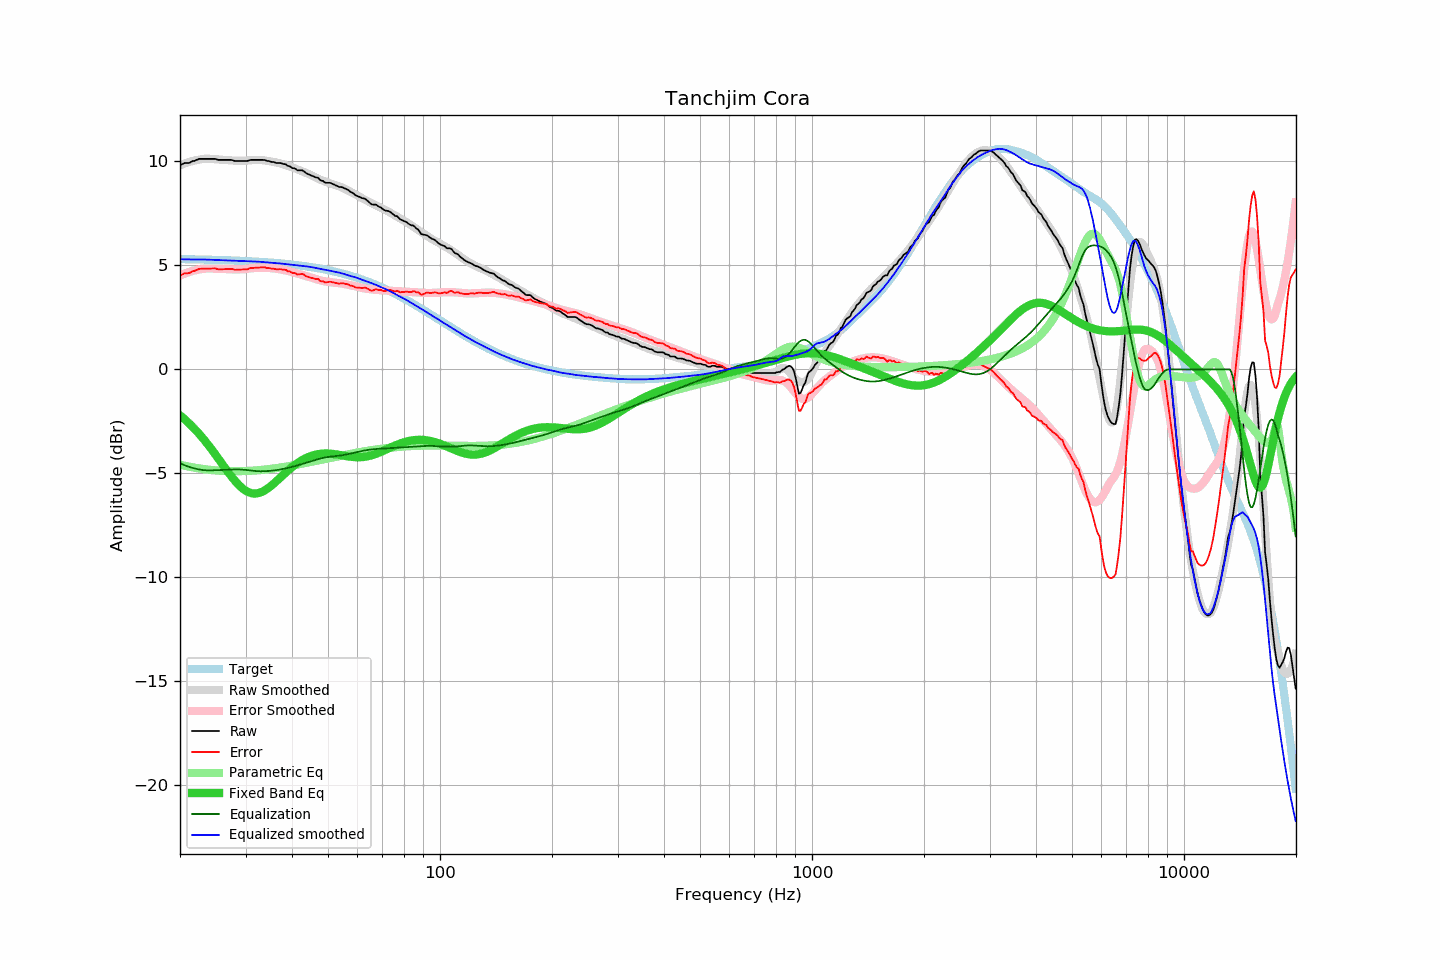 Tanchjim Cora
10
5
0
−5
−10
−15
−20
Amplitude (dBr)
Target
Raw Smoothed
Error Smoothed
Raw
Error
Parametric Eq
Fixed Band Eq
Equalization
Equalized smoothed
100 1000 10000
Frequency (Hz)